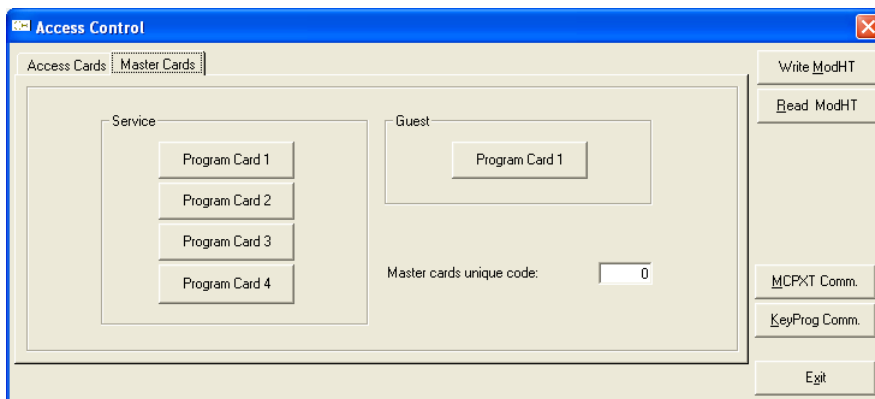 Access Control
Access Cards Master Cards
Write ModHT
Read ModHT
Service
Program Card 1
Program Card 2
Program Card 3
Program Card 4
Guest
Program Card 1
Master cards unique code: 0
MCPXT Comm.
KeyProg Comm.
Exit